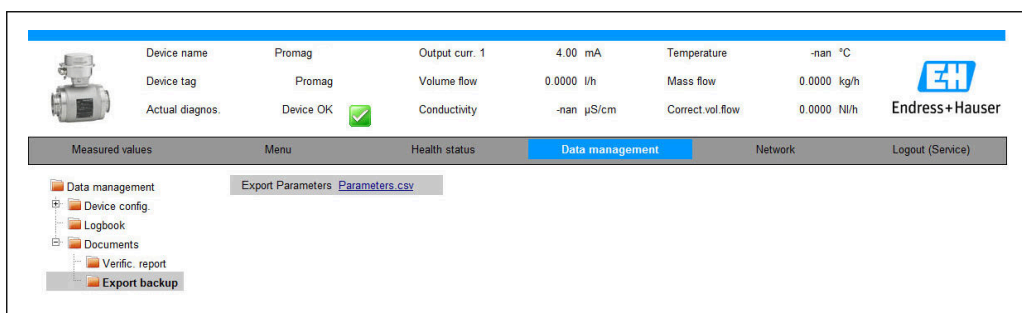 Device name Promag Output curr. 1 4.00 mA Temperature -nan °C
Device tag Promag Volume flow 0.0000 l/h Mass flow 0.0000 kg/h
Actual diagnos. Device OK Conductivity -nan µS/cm Correct.vol.flow 0.0000 Nl/h
EH
Endress+Hauser
Measured values Menu Health status Data management Network Logout (Service)
Data management
Export Parameters Parameters.csv
Device config.
Logbook
Documents
Verific. report
Export backup